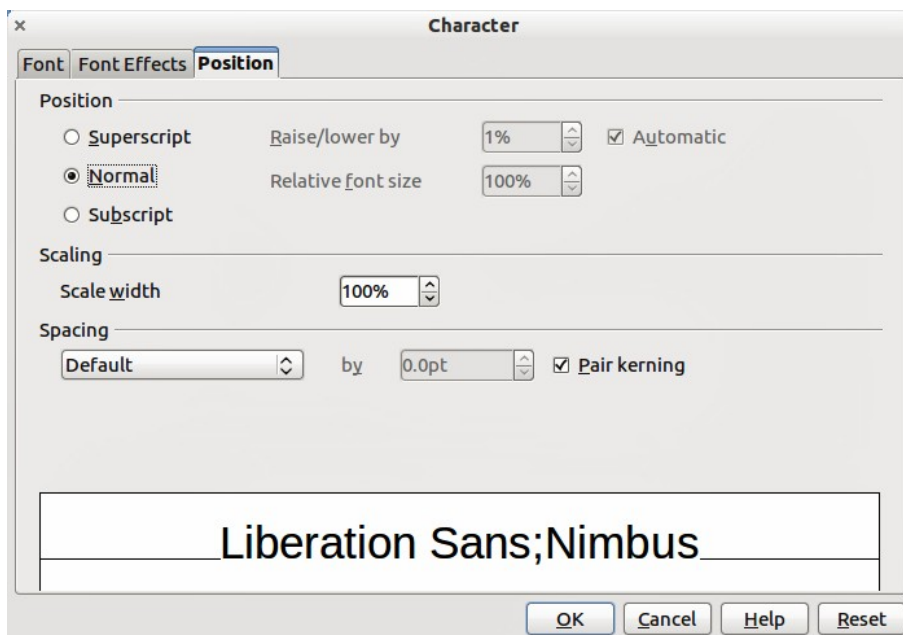 Character
Font Font Effects Position
Position
Superscript Raise/lower by 1% Automatic
Normal Relative font size 100%
Subscript
Scaling
Scale width 100%
Spacing
Default by 0.0pt Pair kerning
Liberation Sans;Nimbus
OK Cancel Help Reset